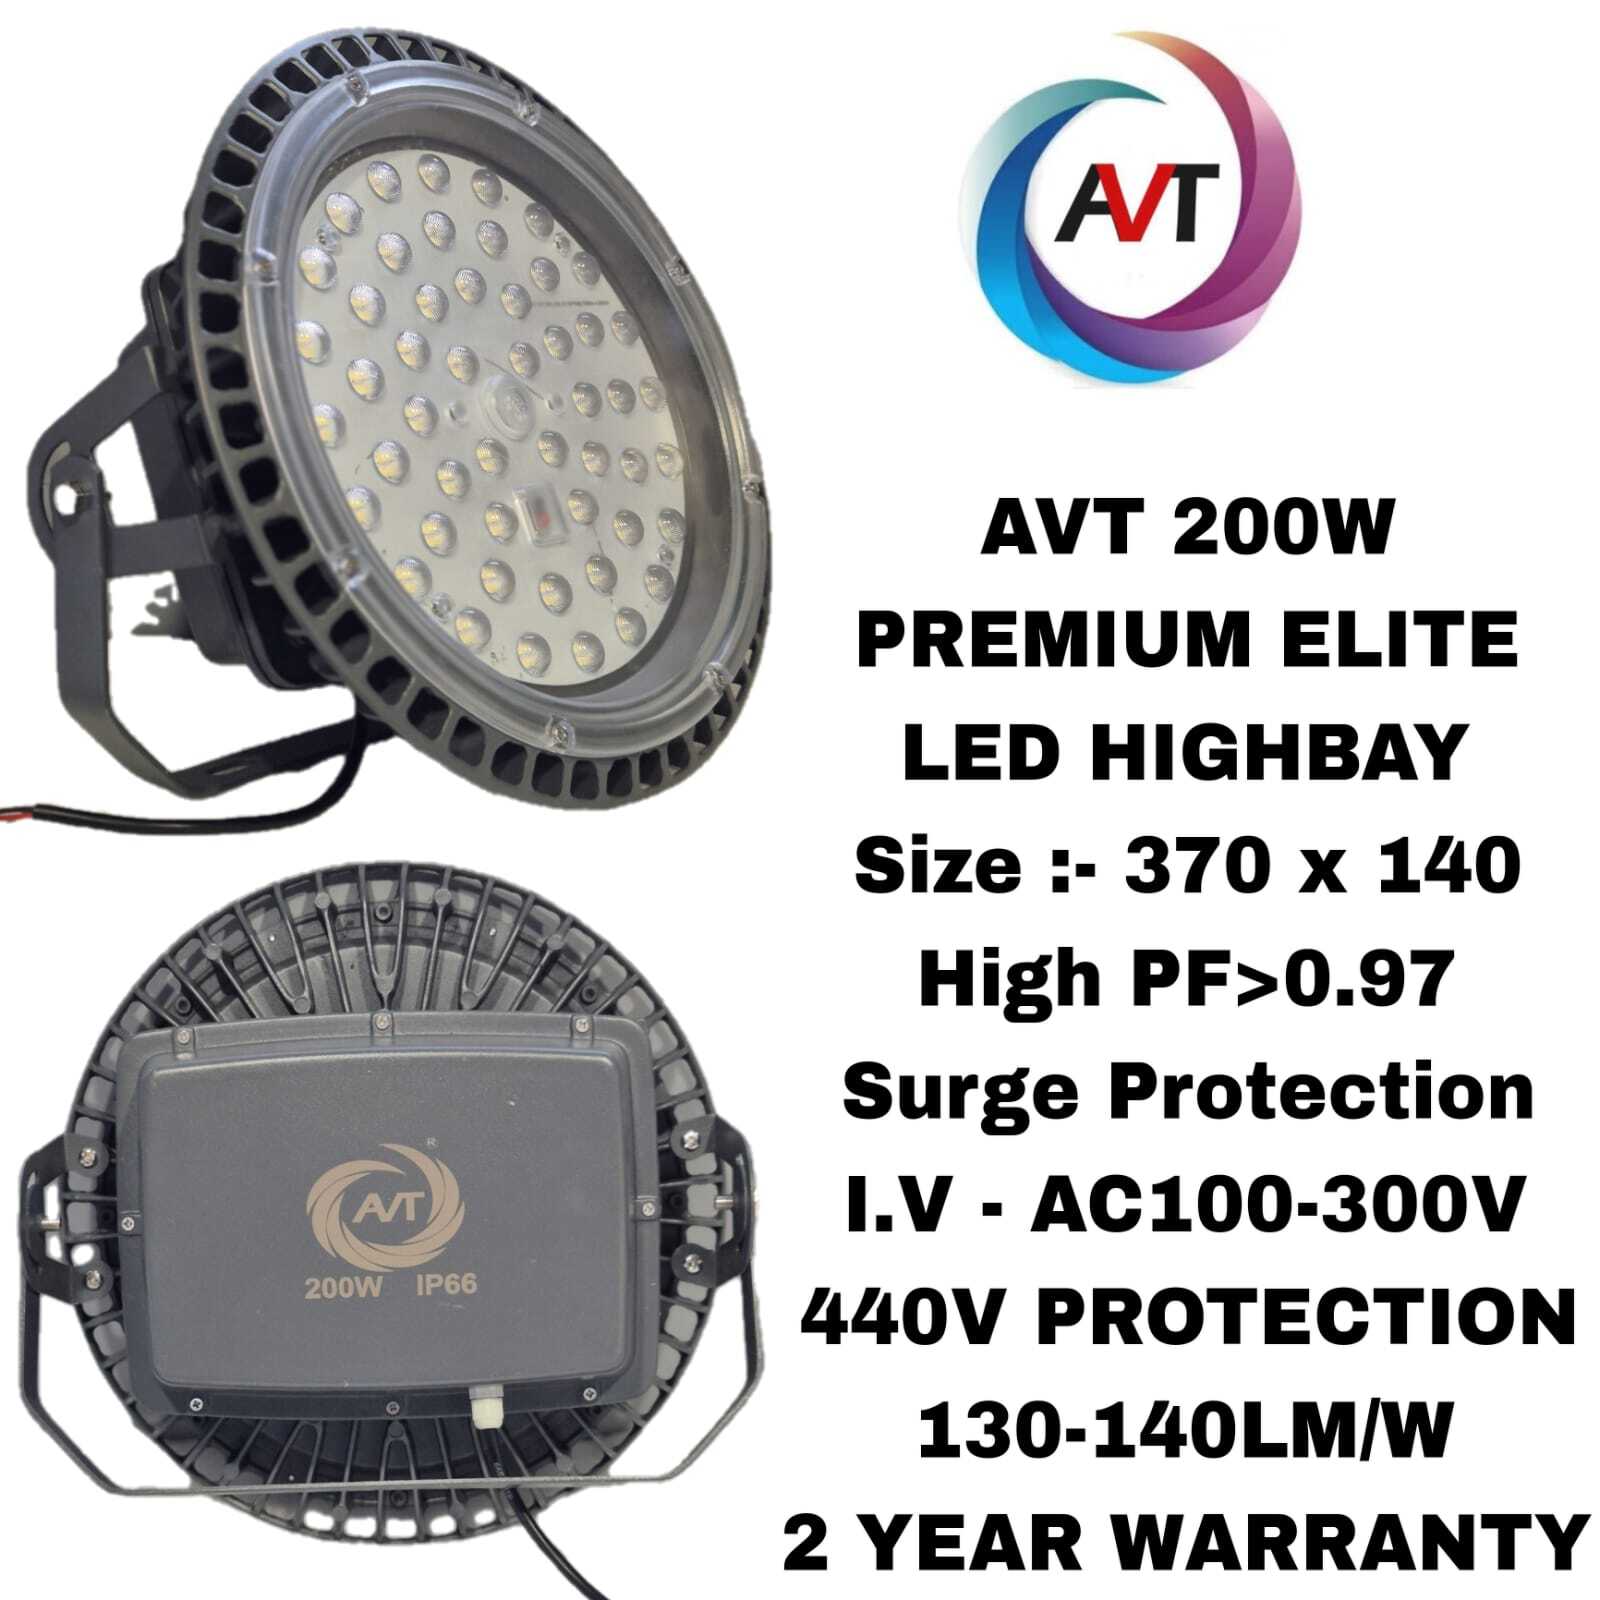 AVT
AVT 200W
PREMIUM ELITE
LED HIGHBAY
Size :- 370 x 140
High PF>0.97
Surge Protection
I.V - AC100-300V
440V PROTECTION
130-140LM/W
2 YEAR WARRANTY
®
AVT
200W IP66